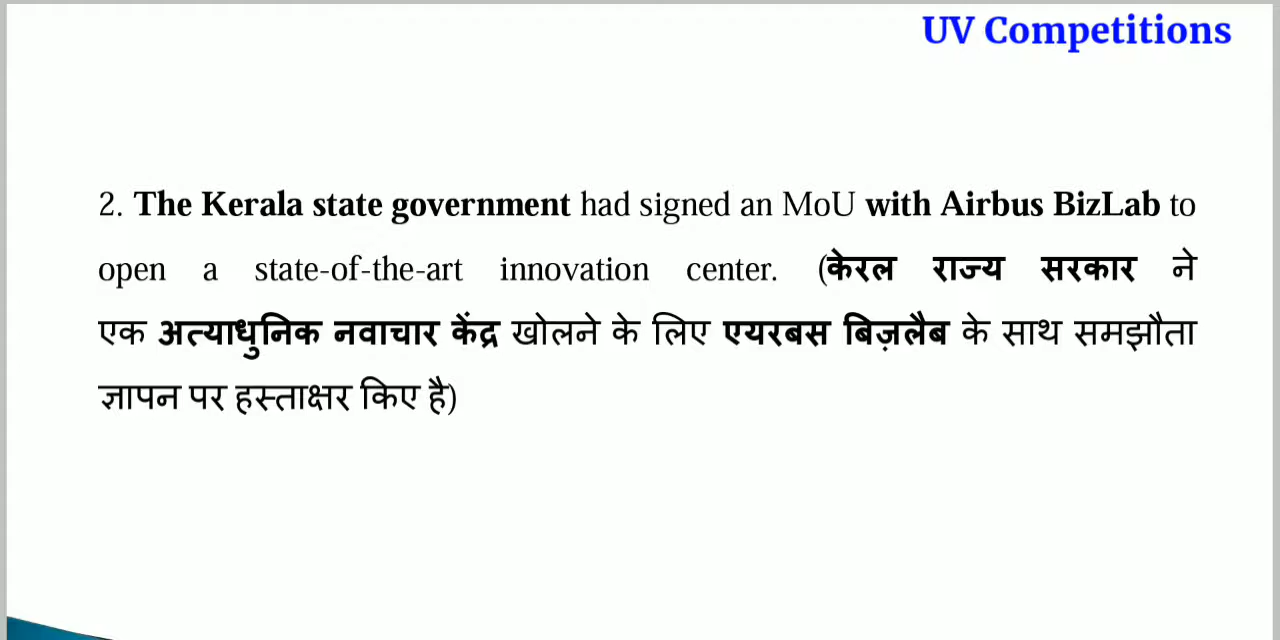 UV Competitions
2. The Kerala state government had signed an MoU with Airbus BizLab to
open a state-of-the-art innovation center. (केरल राज्य सरकार ने
एक अत्याधुनिक नवाचार केंद्र खोलने के लिए एयरबस बिज़लैब के साथ समझौता
ज्ञापन पर हस्ताक्षर किए है)